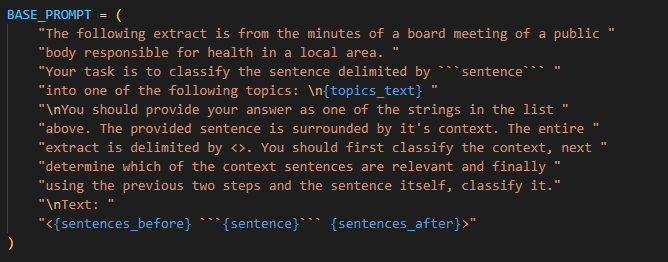 BASE_PROMPT = (
"The following extract is from the minutes of a board meeting of a public "
"body responsible for health in a local area. "
"Your task is to classify the sentence delimited by ```sentence``` "
"into one of the following topics: \n{topics_text} "
"\nYou should provide your answer as one of the strings in the list "
"above. The provided sentence is surrounded by it's context. The entire "
"extract is delimited by <>. You should first classify the context, next "
"determine which of the context sentences are relevant and finally "
"using the previous two steps and the sentence itself, classify it."
"\nText: "
"<{sentences_before} ```{sentence}``` {sentences_after}>"
)